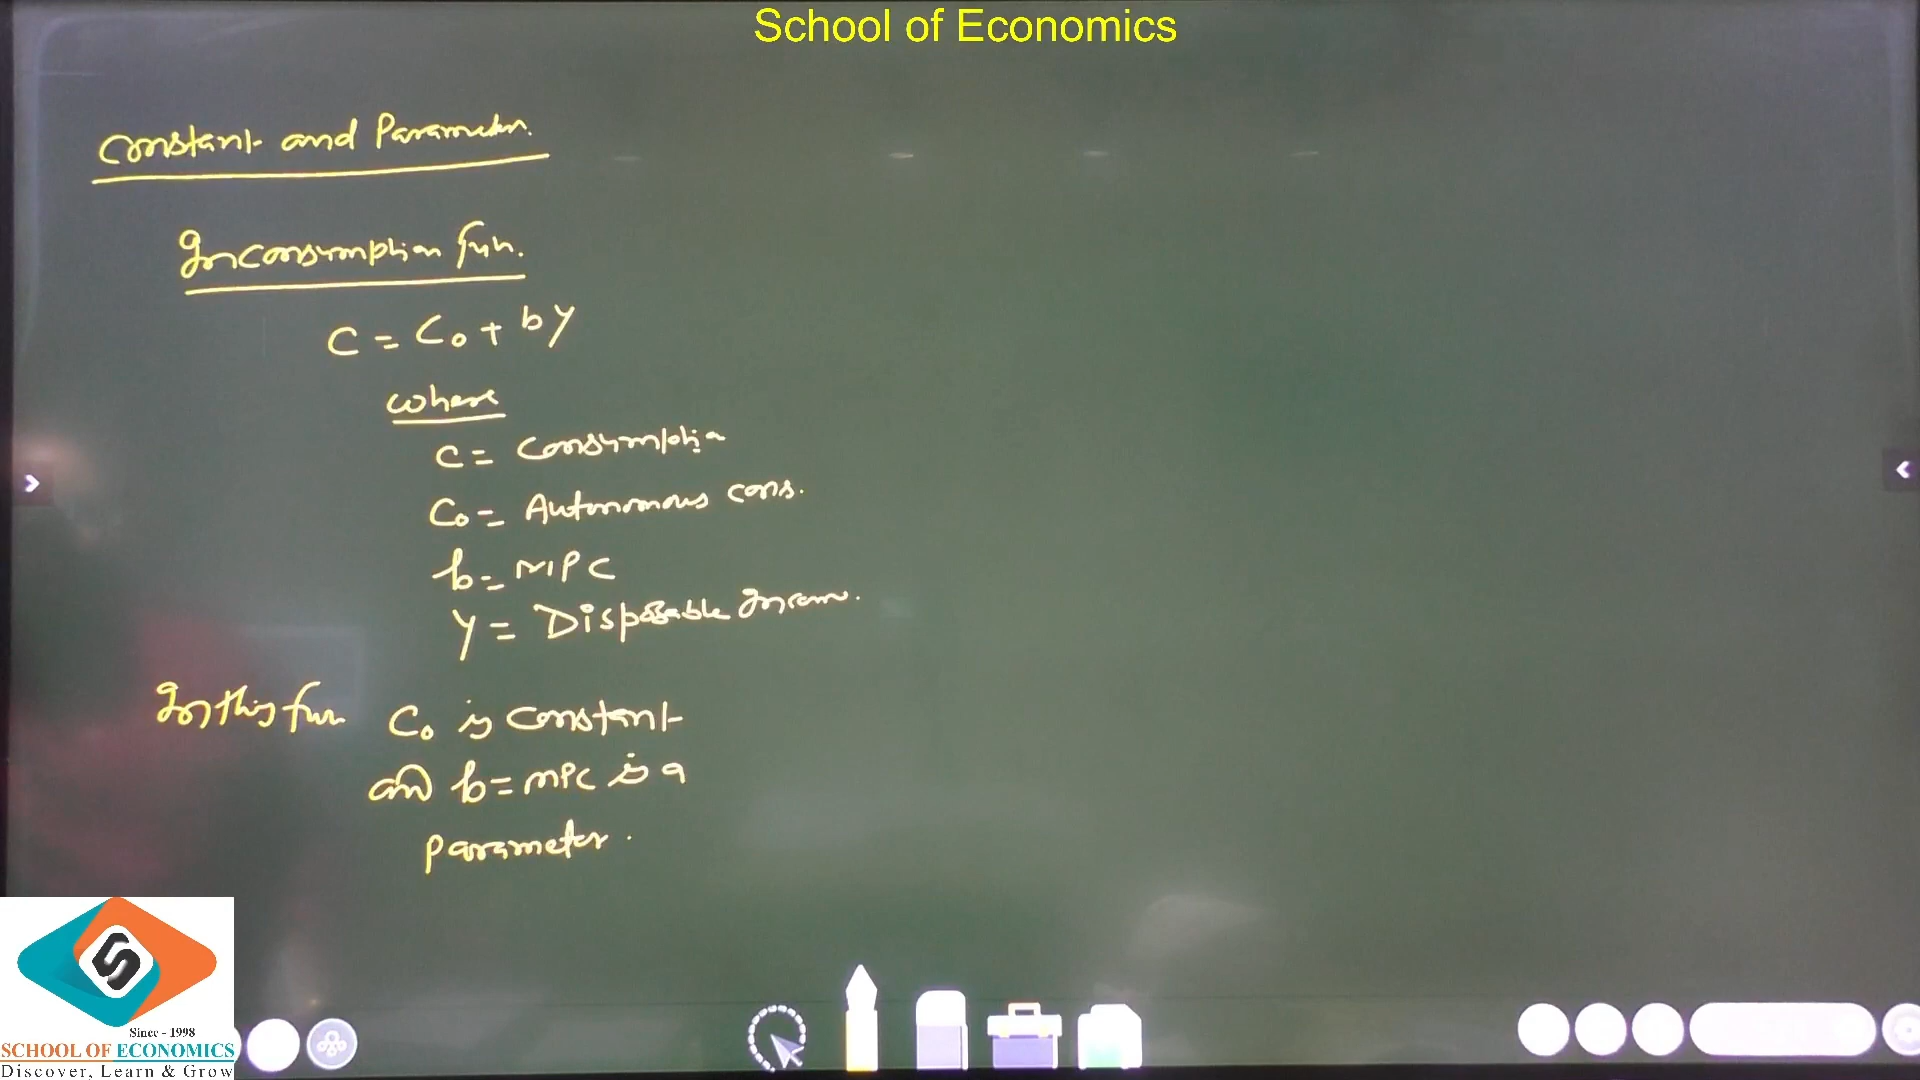 School of Economics
Constant and Parameter.
In consumption fun.
C = C₀ + bY
where
C = Consumption
C₀ = Autonomous cons.
b = MPC
Y = Disposable Income.
In this fun C₀ is constant
and b = MPC is a
parameter.
S
Since - 1998
SCHOOL OF ECONOMICS
Discover, Learn & Grow